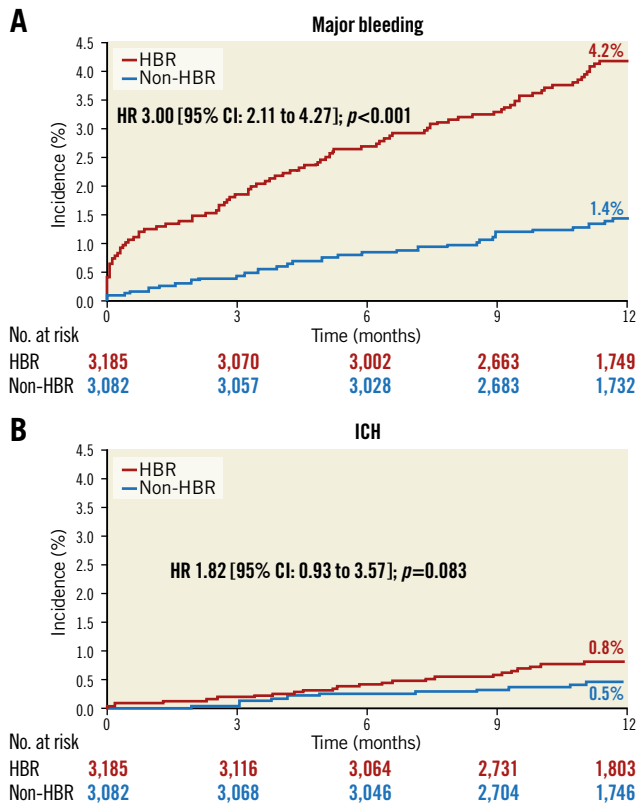 A
Major bleeding
4.5
4.0
3.5
3.0
2.5
2.0
1.5
1.0
0.5
0.0
Incidence (%)
HBR
Non-HBR
HR 3.00 [95% CI: 2.11 to 4.27]; p<0.001
4.2%
1.4%
0 3 6 9 12
Time (months)
No. at risk
HBR 3,185 3,070 3,002 2,663 1,749
Non-HBR 3,082 3,057 3,028 2,683 1,732
B
ICH
4.5
4.0
3.5
3.0
2.5
2.0
1.5
1.0
0.5
0.0
Incidence (%)
HBR
Non-HBR
HR 1.82 [95% CI: 0.93 to 3.57]; p=0.083
0.8%
0.5%
0 3 6 9 12
Time (months)
No. at risk
HBR 3,185 3,116 3,064 2,731 1,803
Non-HBR 3,082 3,068 3,046 2,704 1,746